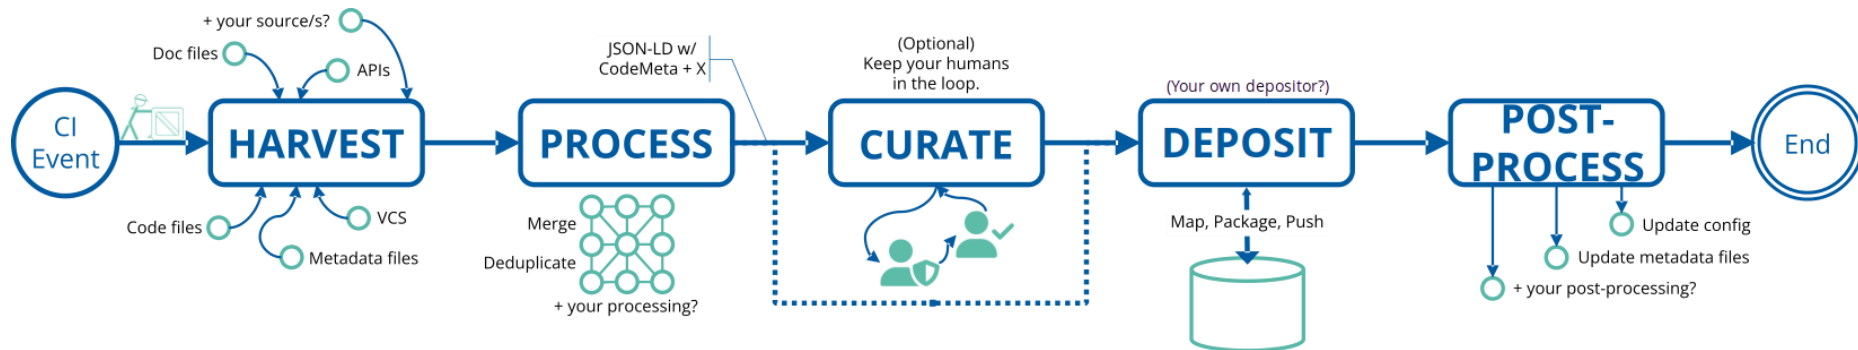 + your source/s?
Doc files
APIs
CI
Event
HARVEST
Code files
VCS
Metadata files
PROCESS
Merge
Deduplicate
+ your processing?
JSON-LD w/
CodeMeta + X
(Optional)
Keep your humans
in the loop.
CURATE
(Your own depositor?)
DEPOSIT
Map, Package, Push
POST-
PROCESS
Update config
Update metadata files
+ your post-processing?
End